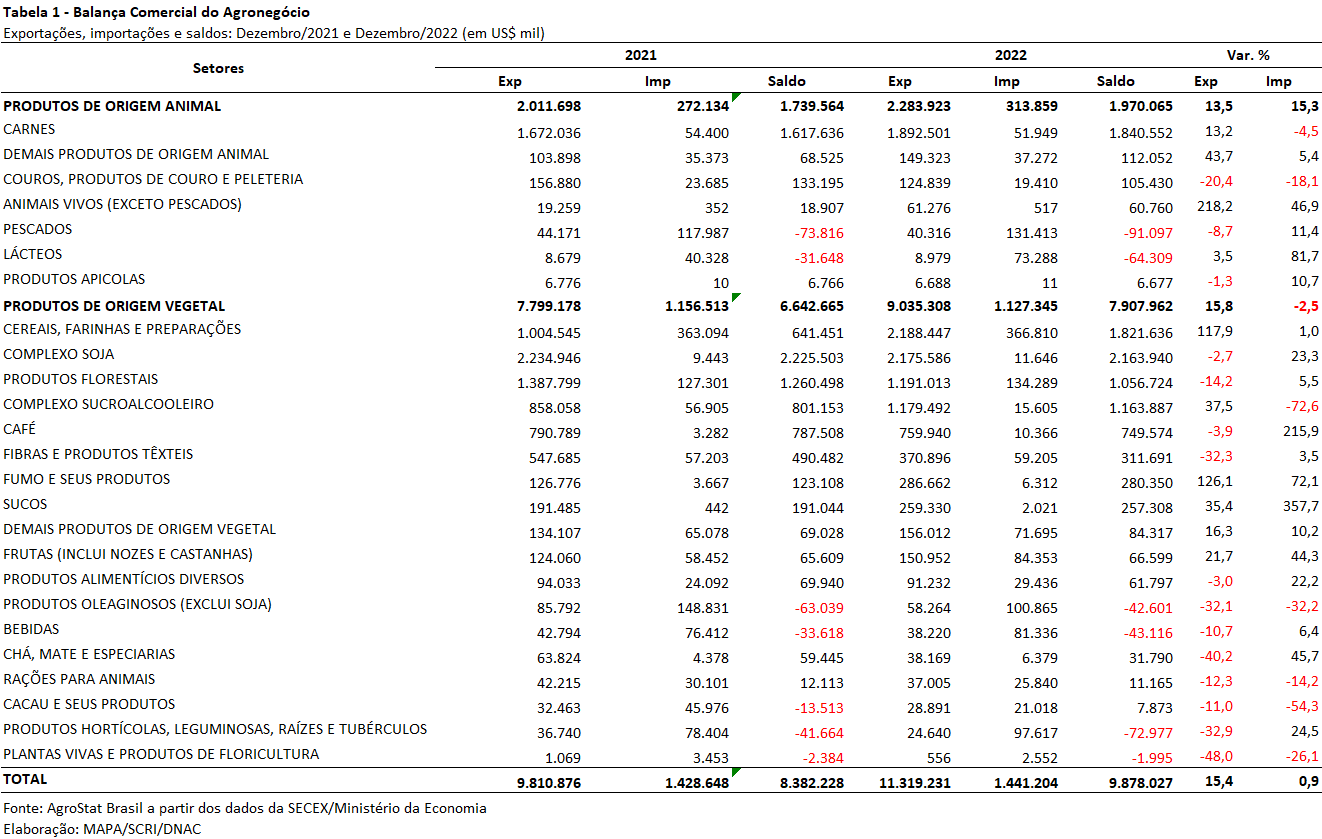 Tabela 1 - Balança Comercial do Agronegócio
Exportações, importações e saldos: Dezembro/2021 e Dezembro/2022 (em US$ mil)
Setores 2021 2022 Var. %
Exp Imp Saldo Exp Imp Saldo Exp Imp
PRODUTOS DE ORIGEM ANIMAL 2.011.698 272.134 1.739.564 2.283.923 313.859 1.970.065 13,5 15,3
CARNES 1.672.036 54.400 1.617.636 1.892.501 51.949 1.840.552 13,2 -4,5
DEMAIS PRODUTOS DE ORIGEM ANIMAL 103.898 35.373 68.525 149.323 37.272 112.052 43,7 5,4
COUROS, PRODUTOS DE COURO E PELETERIA 156.880 23.685 133.195 124.839 19.410 105.430 -20,4 -18,1
ANIMAIS VIVOS (EXCETO PESCADOS) 19.259 352 18.907 61.276 517 60.760 218,2 46,9
PESCADOS 44.171 117.987 -73.816 40.316 131.413 -91.097 -8,7 11,4
LÁCTEOS 8.679 40.328 -31.648 8.979 73.288 -64.309 3,5 81,7
PRODUTOS APICOLAS 6.776 10 6.766 6.688 11 6.677 -1,3 10,7
PRODUTOS DE ORIGEM VEGETAL 7.799.178 1.156.513 6.642.665 9.035.308 1.127.345 7.907.962 15,8 -2,5
CEREAIS, FARINHAS E PREPARAÇÕES 1.004.545 363.094 641.451 2.188.447 366.810 1.821.636 117,9 1,0
COMPLEXO SOJA 2.234.946 9.443 2.225.503 2.175.586 11.646 2.163.940 -2,7 23,3
PRODUTOS FLORESTAIS 1.387.799 127.301 1.260.498 1.191.013 134.289 1.056.724 -14,2 5,5
COMPLEXO SUCROALCOOLEIRO 858.058 56.905 801.153 1.179.492 15.605 1.163.887 37,5 -72,6
CAFÉ 790.789 3.282 787.508 759.940 10.366 749.574 -3,9 215,9
FIBRAS E PRODUTOS TÊXTEIS 547.685 57.203 490.482 370.896 59.205 311.691 -32,3 3,5
FUMO E SEUS PRODUTOS 126.776 3.667 123.108 286.662 6.312 280.350 126,1 72,1
SUCOS 191.485 442 191.044 259.330 2.021 257.308 35,4 357,7
DEMAIS PRODUTOS DE ORIGEM VEGETAL 134.107 65.078 69.028 156.012 71.695 84.317 16,3 10,2
FRUTAS (INCLUI NOZES E CASTANHAS) 124.060 58.452 65.609 150.952 84.353 66.599 21,7 44,3
PRODUTOS ALIMENTÍCIOS DIVERSOS 94.033 24.092 69.940 91.232 29.436 61.797 -3,0 22,2
PRODUTOS OLEAGINOSOS (EXCLUI SOJA) 85.792 148.831 -63.039 58.264 100.865 -42.601 -32,1 -32,2
BEBIDAS 42.794 76.412 -33.618 38.220 81.336 -43.116 -10,7 6,4
CHÁ, MATE E ESPECIARIAS 63.824 4.378 59.445 38.169 6.379 31.790 -40,2 45,7
RAÇÕES PARA ANIMAIS 42.215 30.101 12.113 37.005 25.840 11.165 -12,3 -14,2
CACAU E SEUS PRODUTOS 32.463 45.976 -13.513 28.891 21.018 7.873 -11,0 -54,3
PRODUTOS HORTÍCOLAS, LEGUMINOSAS, RAÍZES E TUBÉRCULOS 36.740 78.404 -41.664 24.640 97.617 -72.977 -32,9 24,5
PLANTAS VIVAS E PRODUTOS DE FLORICULTURA 1.069 3.453 -2.384 556 2.552 -1.995 -48,0 -26,1
TOTAL 9.810.876 1.428.648 8.382.228 11.319.231 1.441.204 9.878.027 15,4 0,9
Fonte: AgroStat Brasil a partir dos dados da SECEX/Ministério da Economia
Elaboração: MAPA/SCRI/DNAC